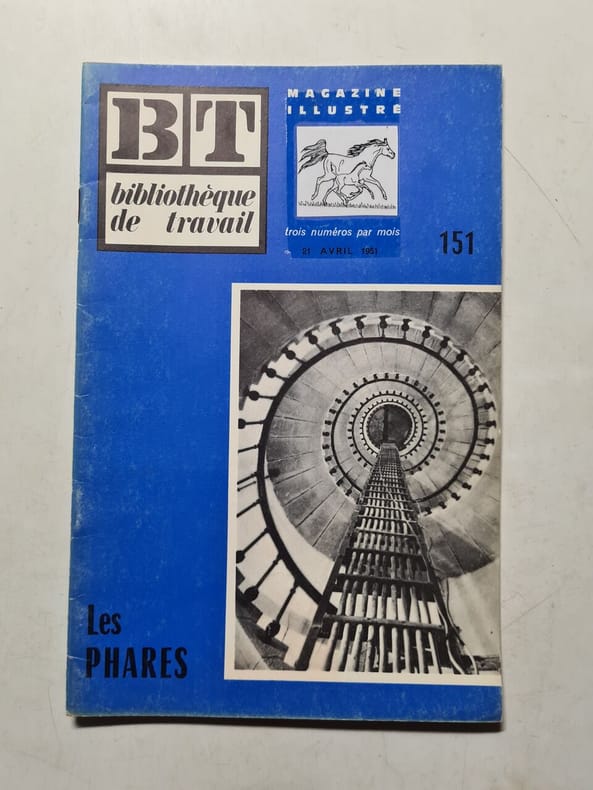 BT
bibliothèque
de travail
MAGAZINE
ILLUSTRÉ
trois numéros par mois
21 AVRIL 1951
151
Les
PHARES